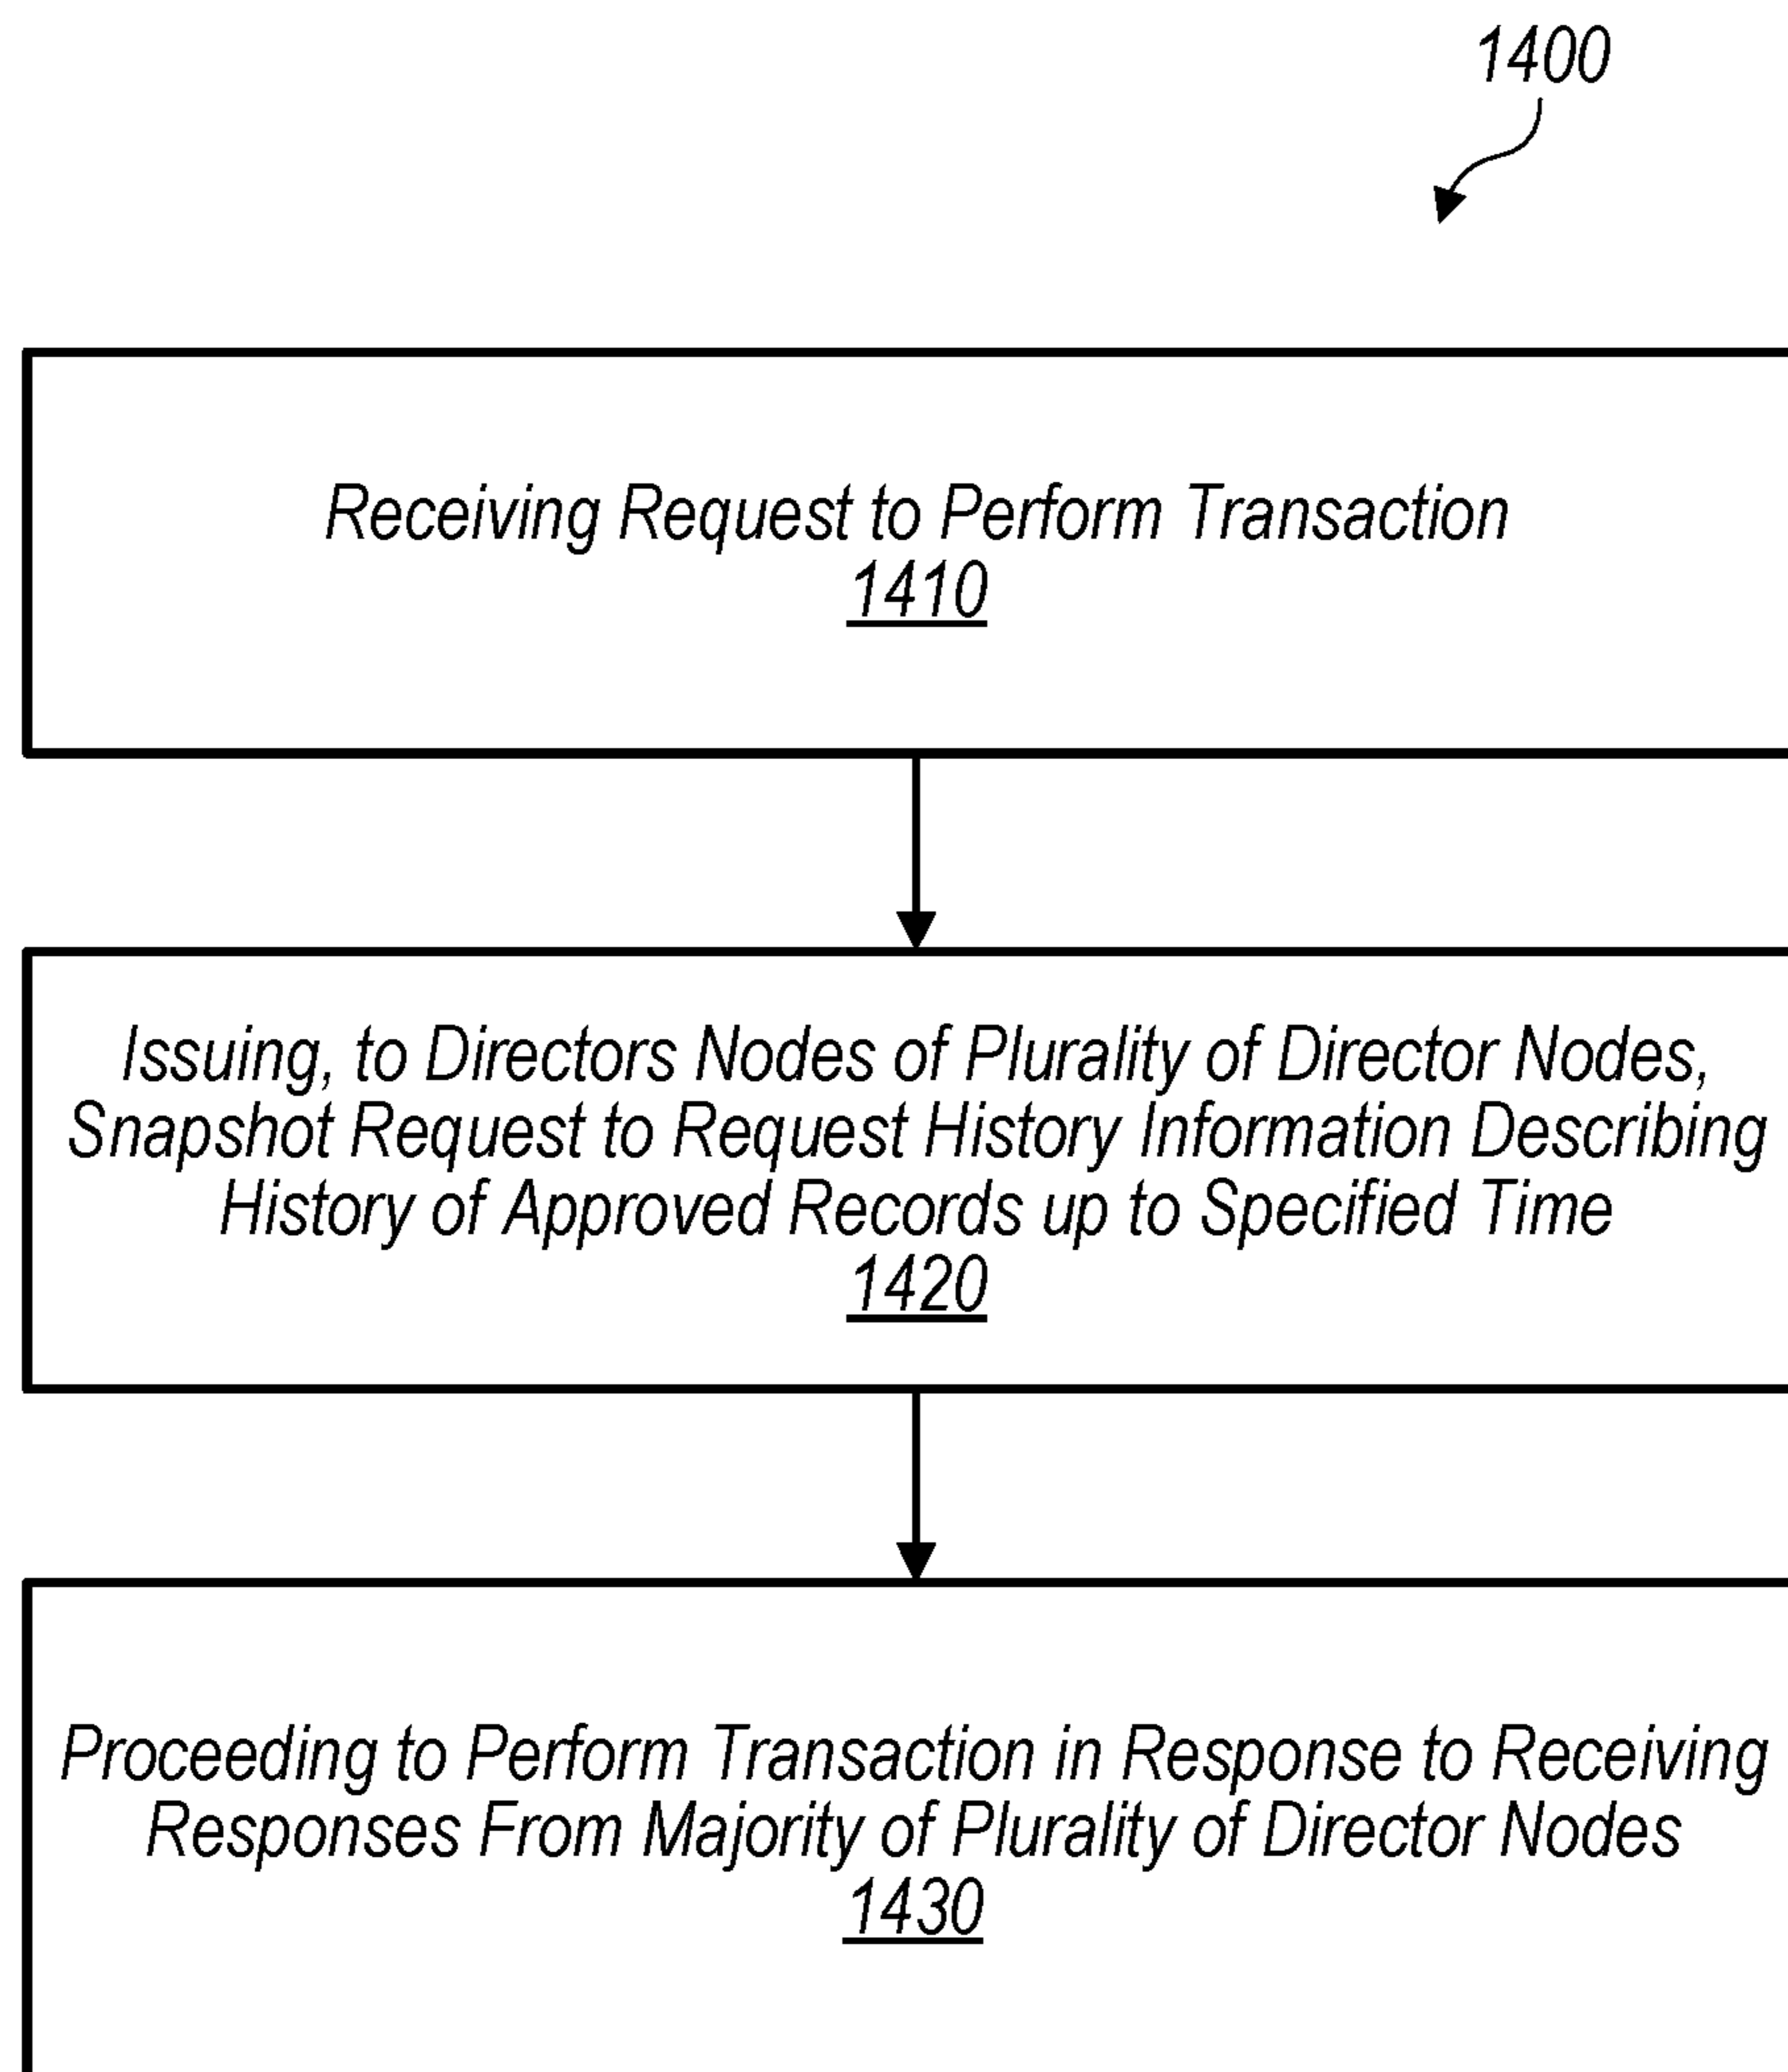 1400
Receiving Request to Perform Transaction
1410
Issuing, to Directors Nodes of Plurality of Director Nodes,
Snapshot Request to Request History Information Describing
History of Approved Records up to Specified Time
1420
Proceeding to Perform Transaction in Response to Receiving
Responses From Majority of Plurality of Director Nodes
1430